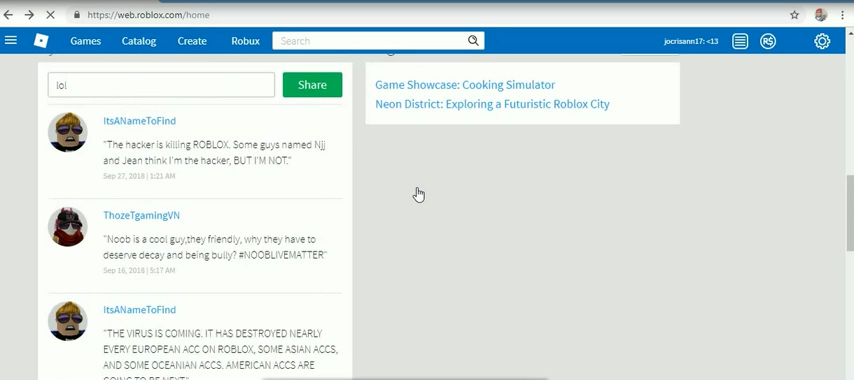 https://web.roblox.com/home
Games Catalog Create Robux Search jocrisann17: <13
lol Share
ItsANameToFind
"The hacker is killing ROBLOX. Some guys named Njj
and Jean think I'm the hacker, BUT I'M NOT."
Sep 27, 2018 | 1:21 AM
ThozeTgamingVN
"Noob is a cool guy,they friendly, why they have to
deserve decay and being bully? #NOOBLIVEMATTER"
Sep 16, 2018 | 5:17 AM
ItsANameToFind
"THE VIRUS IS COMING. IT HAS DESTROYED NEARLY
EVERY EUROPEAN ACC ON ROBLOX, SOME ASIAN ACCS,
AND SOME OCEANIAN ACCS. AMERICAN ACCS ARE
GOING TO BE NEXT"
Game Showcase: Cooking Simulator
Neon District: Exploring a Futuristic Roblox City